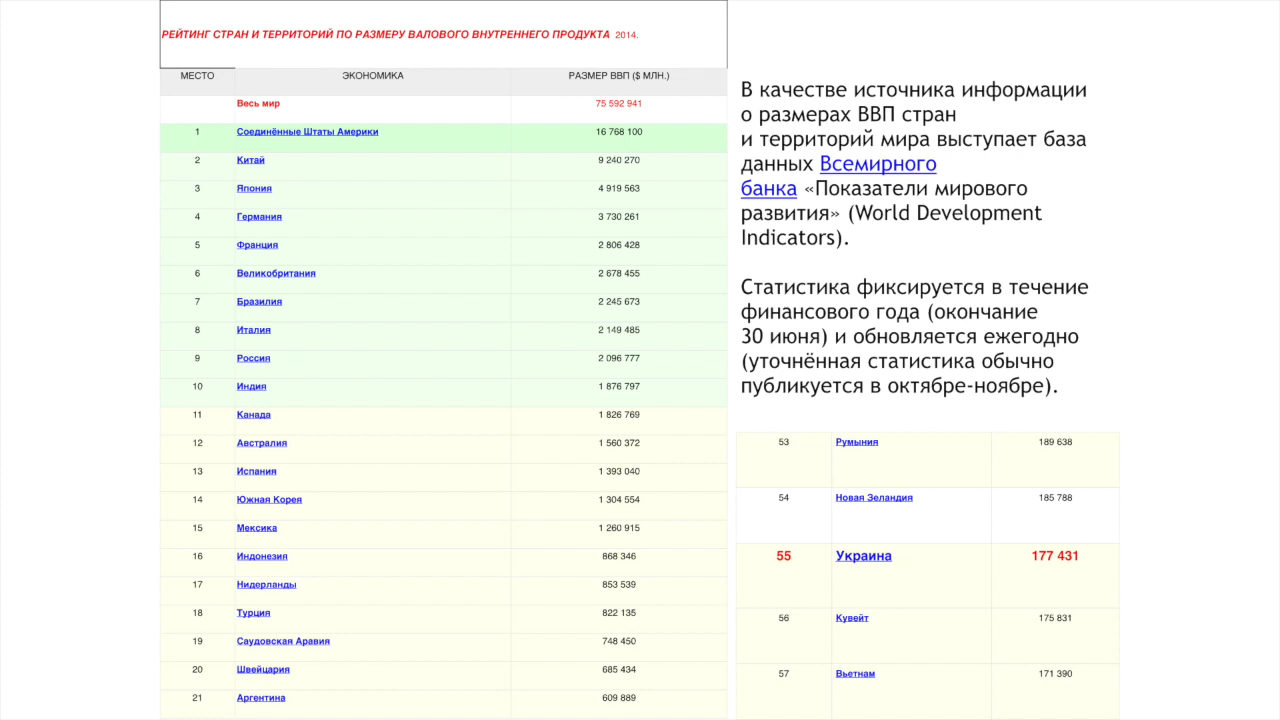 РЕЙТИНГ СТРАН И ТЕРРИТОРИЙ ПО РАЗМЕРУ ВАЛОВОГО ВНУТРЕННЕГО ПРОДУКТА 2014.
МЕСТО ЭКОНОМИКА РАЗМЕР ВВП ($ МЛН.)
Весь мир 75 592 941
1 Соединённые Штаты Америки 16 768 100
2 Китай 9 240 270
3 Япония 4 919 563
4 Германия 3 730 261
5 Франция 2 806 428
6 Великобритания 2 678 455
7 Бразилия 2 245 673
8 Италия 2 149 485
9 Россия 2 096 777
10 Индия 1 876 797
11 Канада 1 826 769
12 Австралия 1 560 372
13 Испания 1 393 040
14 Южная Корея 1 304 554
15 Мексика 1 260 915
16 Индонезия 868 346
17 Нидерланды 853 539
18 Турция 822 135
19 Саудовская Аравия 748 450
20 Швейцария 685 434
21 Аргентина 609 889
В качестве источника информации
о размерах ВВП стран
и территорий мира выступает база
данных Всемирного
банка «Показатели мирового
развития» (World Development
Indicators).
Статистика фиксируется в течение
финансового года (окончание
30 июня) и обновляется ежегодно
(уточнённая статистика обычно
публикуется в октябре-ноябре).
53 Румыния 189 638
54 Новая Зеландия 185 788
55 Украина 177 431
56 Кувейт 175 831
57 Вьетнам 171 390